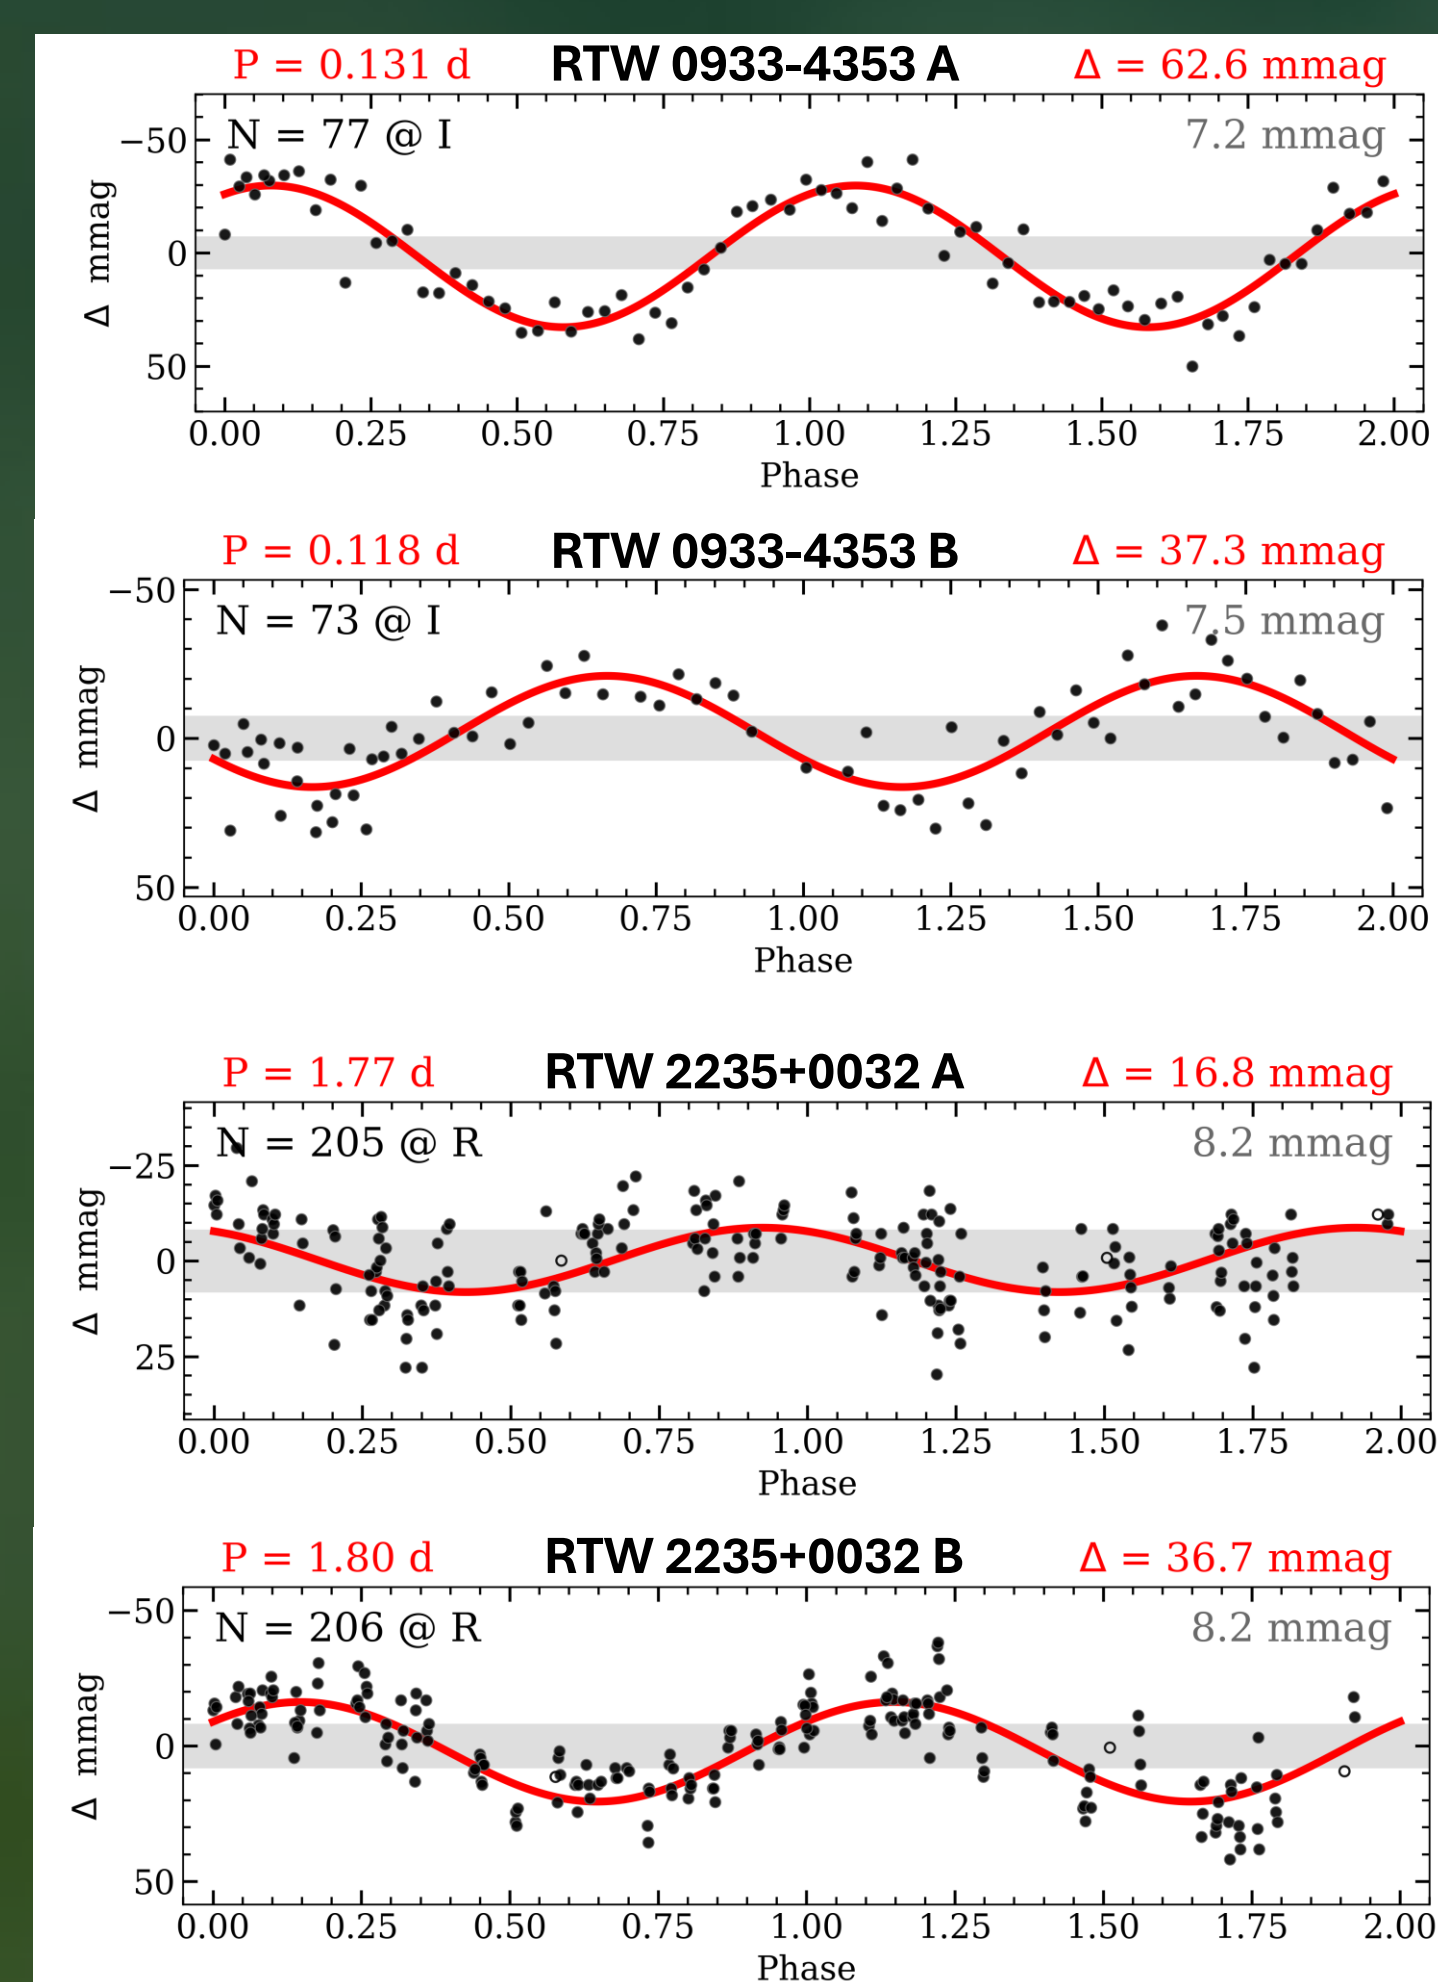 P = 0.131 d RTW 0933-4353 A Δ = 62.6 mmag
N = 77 @ I 7.2 mmag
−50
0
50
Δ mmag
0.00 0.25 0.50 0.75 1.00 1.25 1.50 1.75 2.00
Phase
P = 0.118 d RTW 0933-4353 B Δ = 37.3 mmag
N = 73 @ I 7.5 mmag
−50
0
50
Δ mmag
0.00 0.25 0.50 0.75 1.00 1.25 1.50 1.75 2.00
Phase
P = 1.77 d RTW 2235+0032 A Δ = 16.8 mmag
N = 205 @ R 8.2 mmag
−25
0
25
Δ mmag
0.00 0.25 0.50 0.75 1.00 1.25 1.50 1.75 2.00
Phase
P = 1.80 d RTW 2235+0032 B Δ = 36.7 mmag
N = 206 @ R 8.2 mmag
−50
0
50
Δ mmag
0.00 0.25 0.50 0.75 1.00 1.25 1.50 1.75 2.00
Phase